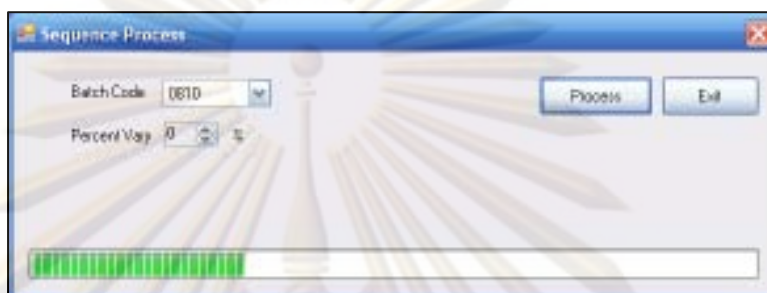 Sequence Process
Batch Code 0810 Process Exit
Percent Vary 0 %